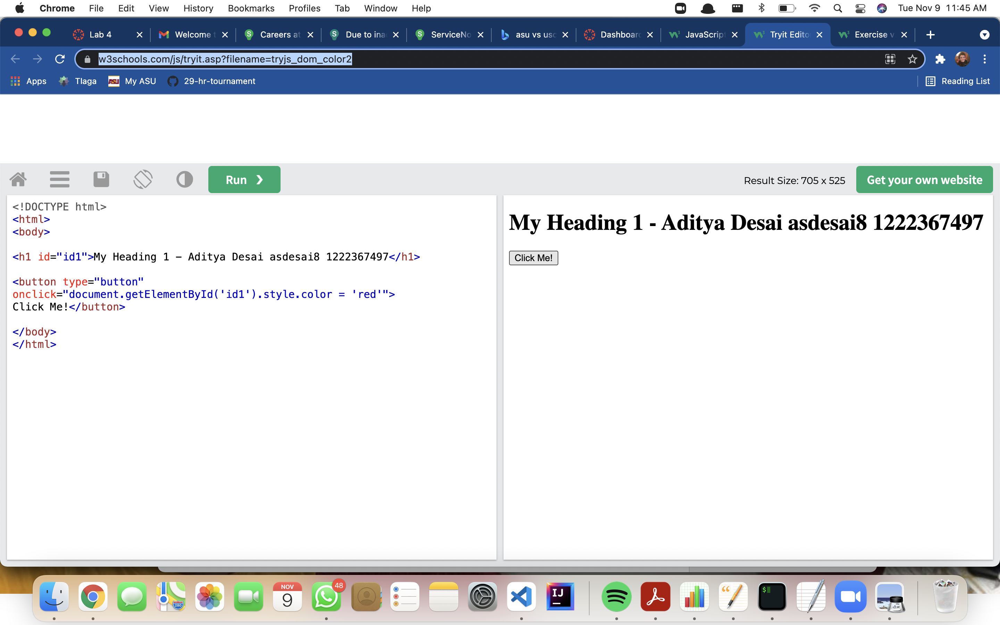 Chrome File Edit View History Bookmarks Profiles Tab Window Help Tue Nov 9 11:45 AM
Lab 4 Welcome t Careers at Due to ina ServiceNo asu vs usc Dashboard JavaScript Tryit Edito Exercise v
w3schools.com/js/tryit.asp?filename=tryjs_dom_color2
Apps Tlaga ASU My ASU 29-hr-tournament Reading List
Run ❯ Result Size: 705 x 525 Get your own website
<!DOCTYPE html>
<html>
<body>
<h1 id="id1">My Heading 1 - Aditya Desai asdesai8 1222367497</h1>
<button type="button"
onclick="document.getElementById('id1').style.color = 'red'">
Click Me!</button>
</body>
</html>
My Heading 1 - Aditya Desai asdesai8 1222367497
Click Me!
NOV
9
48
280
IJ
$